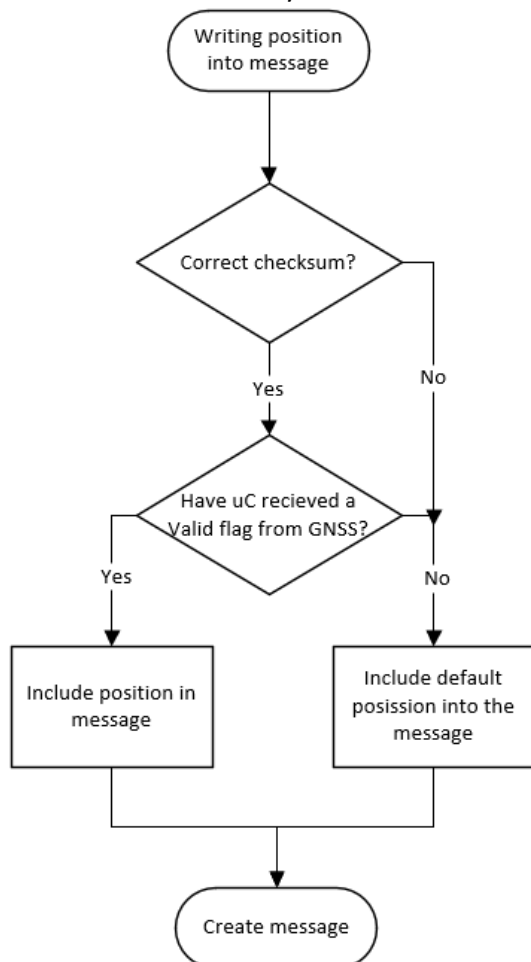 Writing position
into message
Correct checksum?
Yes
No
Have uC recieved a
Valid flag from GNSS?
Yes
No
Include position in
message
Include default
posission into the
message
Create message